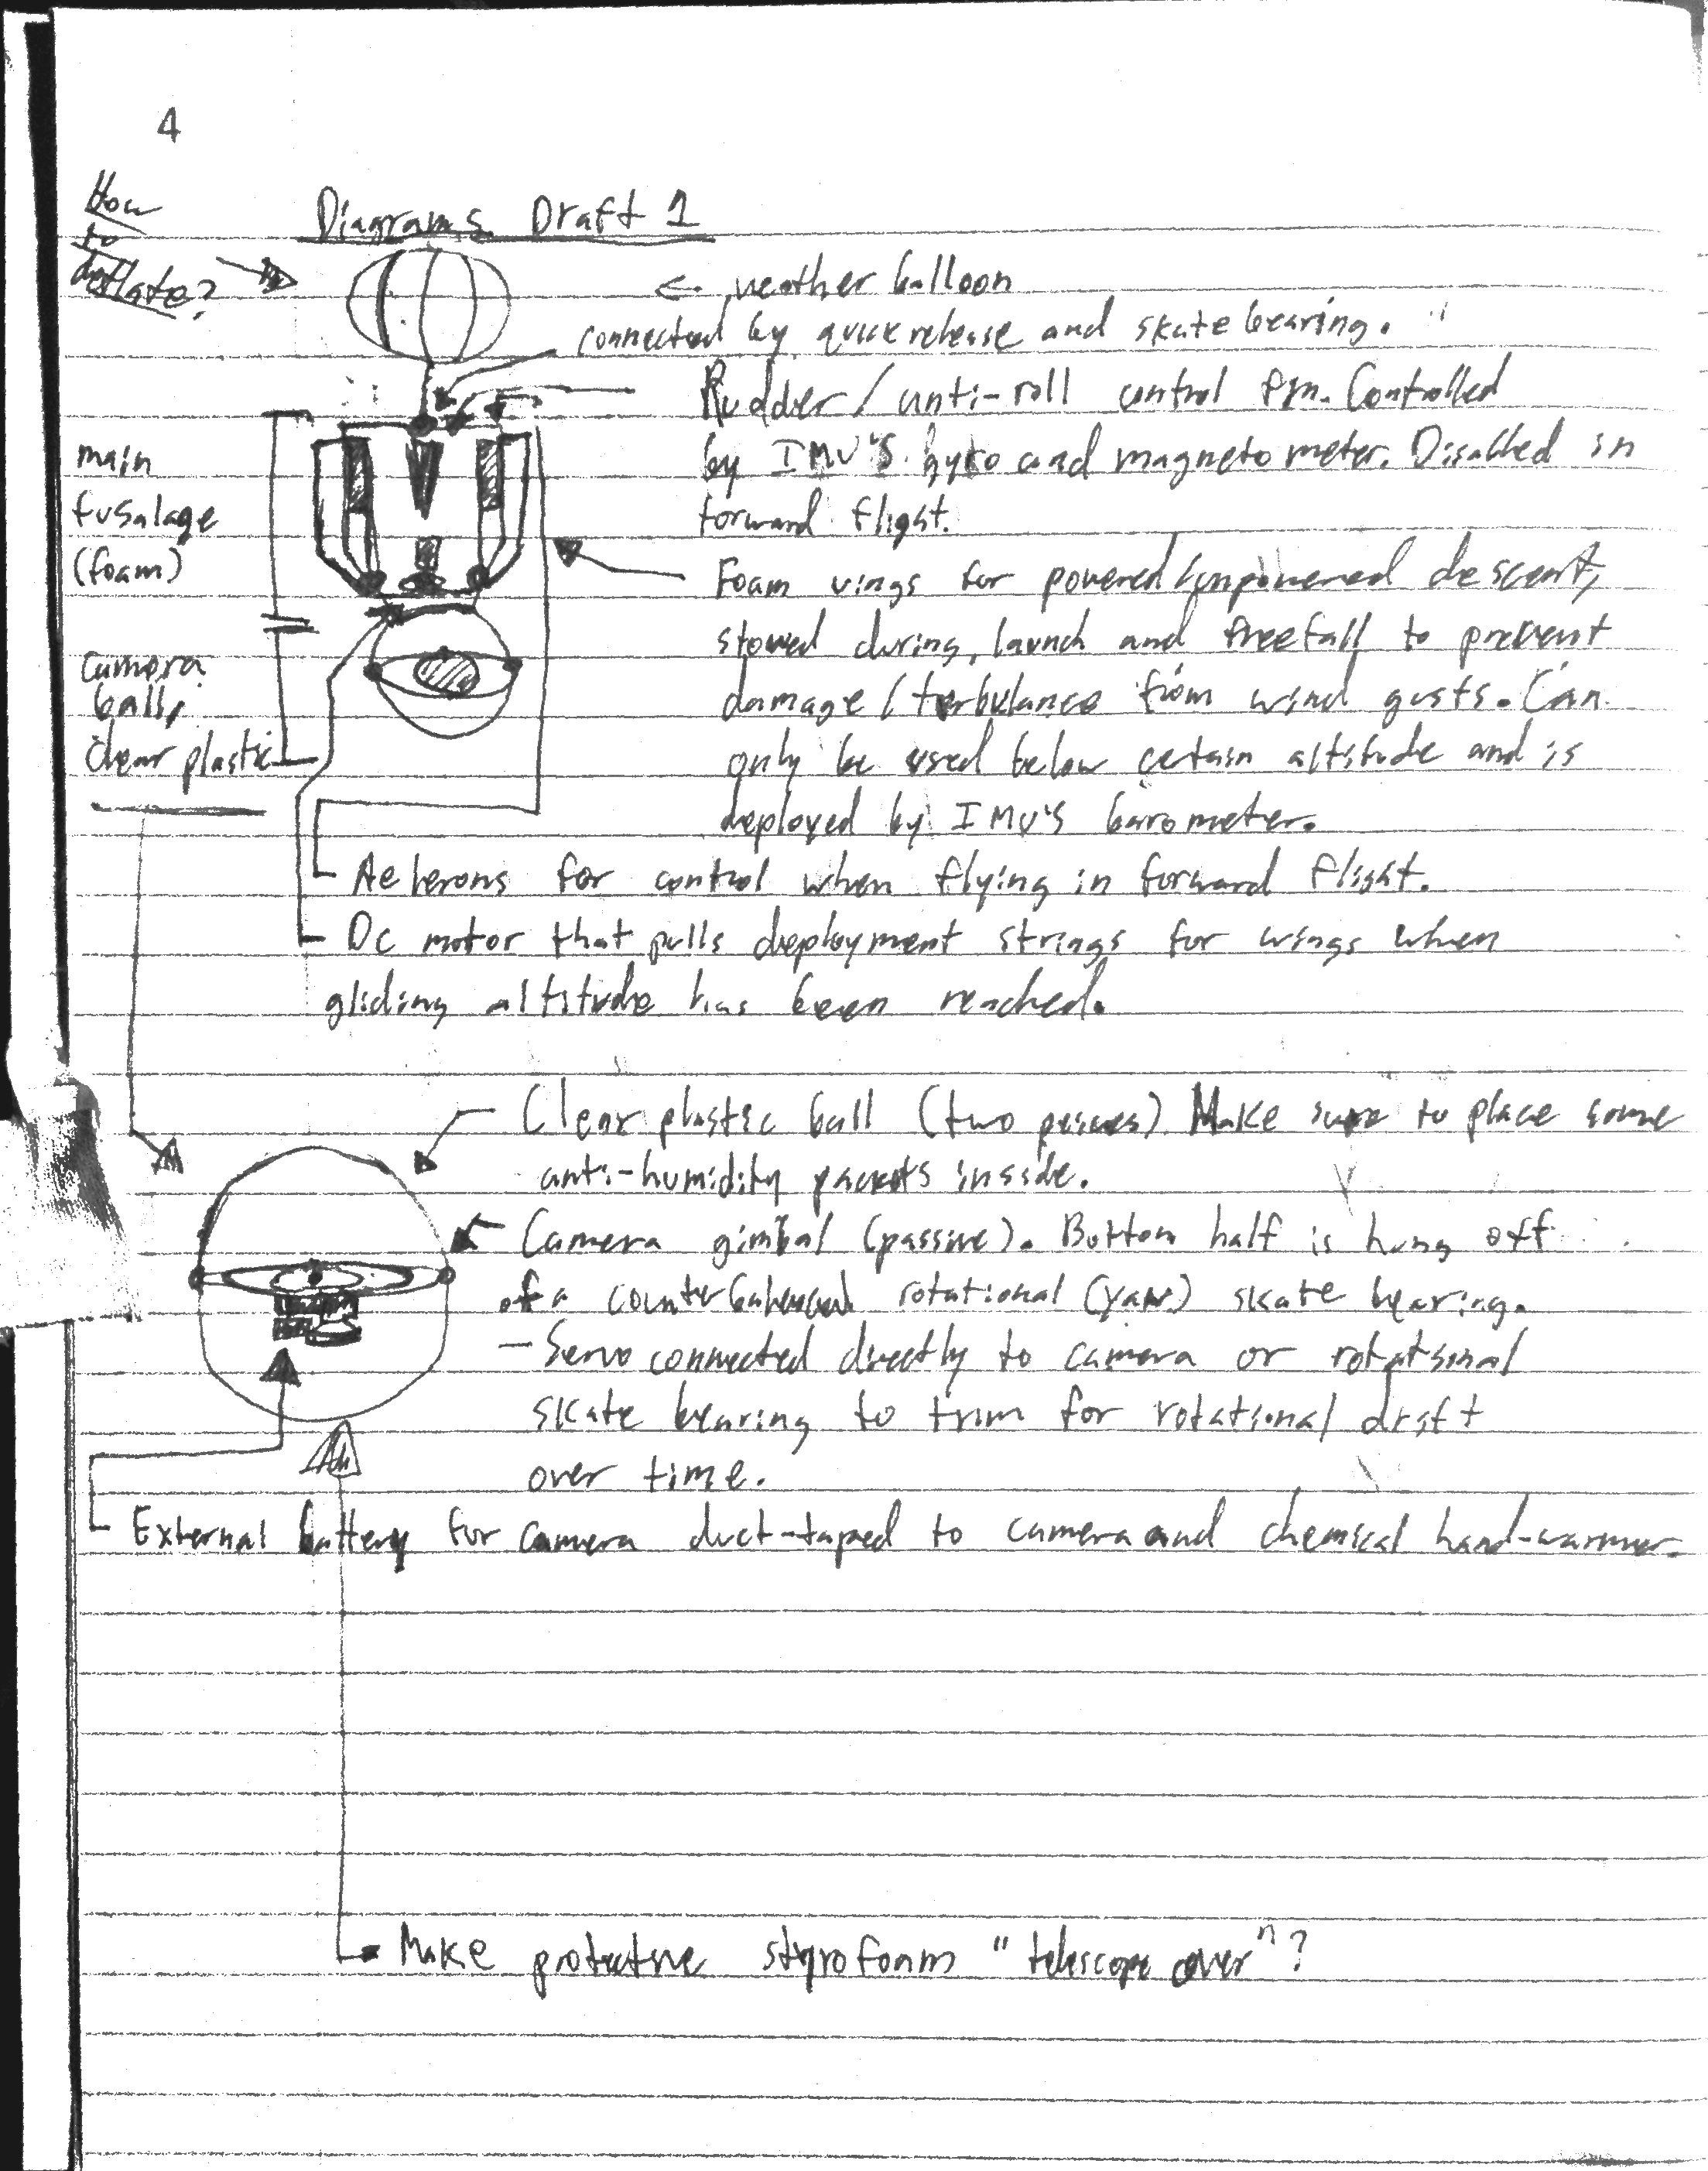 4
How
to
deflate?
Diagrams Draft 1
<- weather balloon
connected by quick release and skate bearing.
Rudder/anti-roll control fin. Controlled
by IMU's gyro and magnetometer. Disabled in
forward flight.
main
fusalage
(foam)
Foam wings for powered/unpowered descent,
stowed during launch and freefall to prevent
damage/terbulance from wind gusts. Can
only be used below certain altitude and is
deployed by IMU's barometer.
camera
ball,
clear plastic
Aelerons for control when flying in forward flight.
Dc motor that pulls deployment strings for wings when
gliding altitude has been reached.
Clear plastic ball (two peices) Make sure to place some
anti-humidity packets inside.
Camera gimbal (passive). Bottom half is hung off
of a counterbalanced rotational (yaw) skate bearing.
- Servo connected directly to camera or rotational
skate bearing to trim for rotational drift
over time.
External battery for camera duct-taped to camera and chemical hand-warmer.
Make protective styrofoam "telescope cover"?